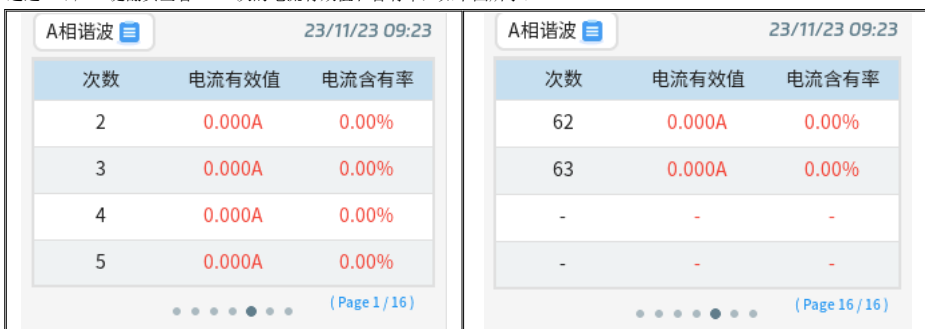 A相谐波 23/11/23 09:23
次数 电流有效值 电流含有率
2 0.000A 0.00%
3 0.000A 0.00%
4 0.000A 0.00%
5 0.000A 0.00%
( Page 1 / 16 )
A相谐波 23/11/23 09:23
次数 电流有效值 电流含有率
62 0.000A 0.00%
63 0.000A 0.00%
- - -
- - -
( Page 16 / 16 )